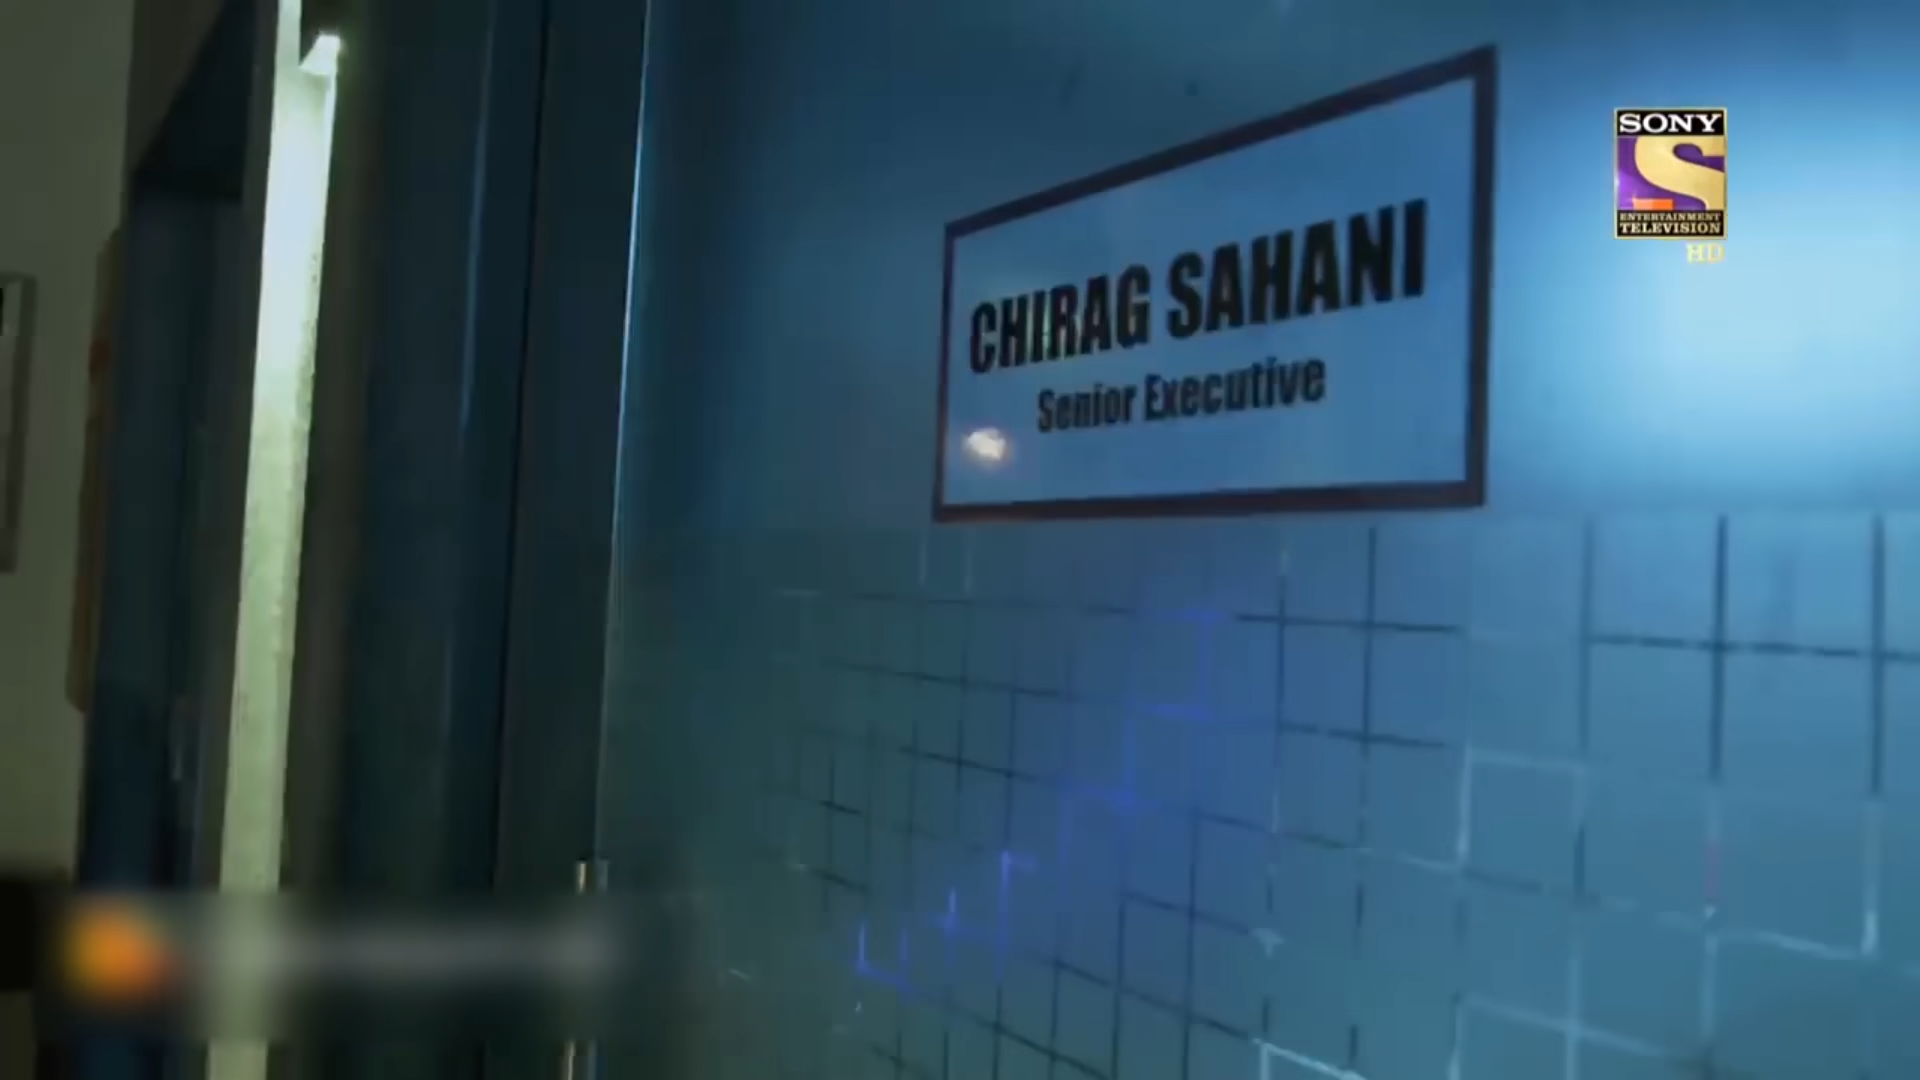 SONY
ENTERTAINMENT
TELEVISION
HD
CHIRAG SAHANI
Senior Executive